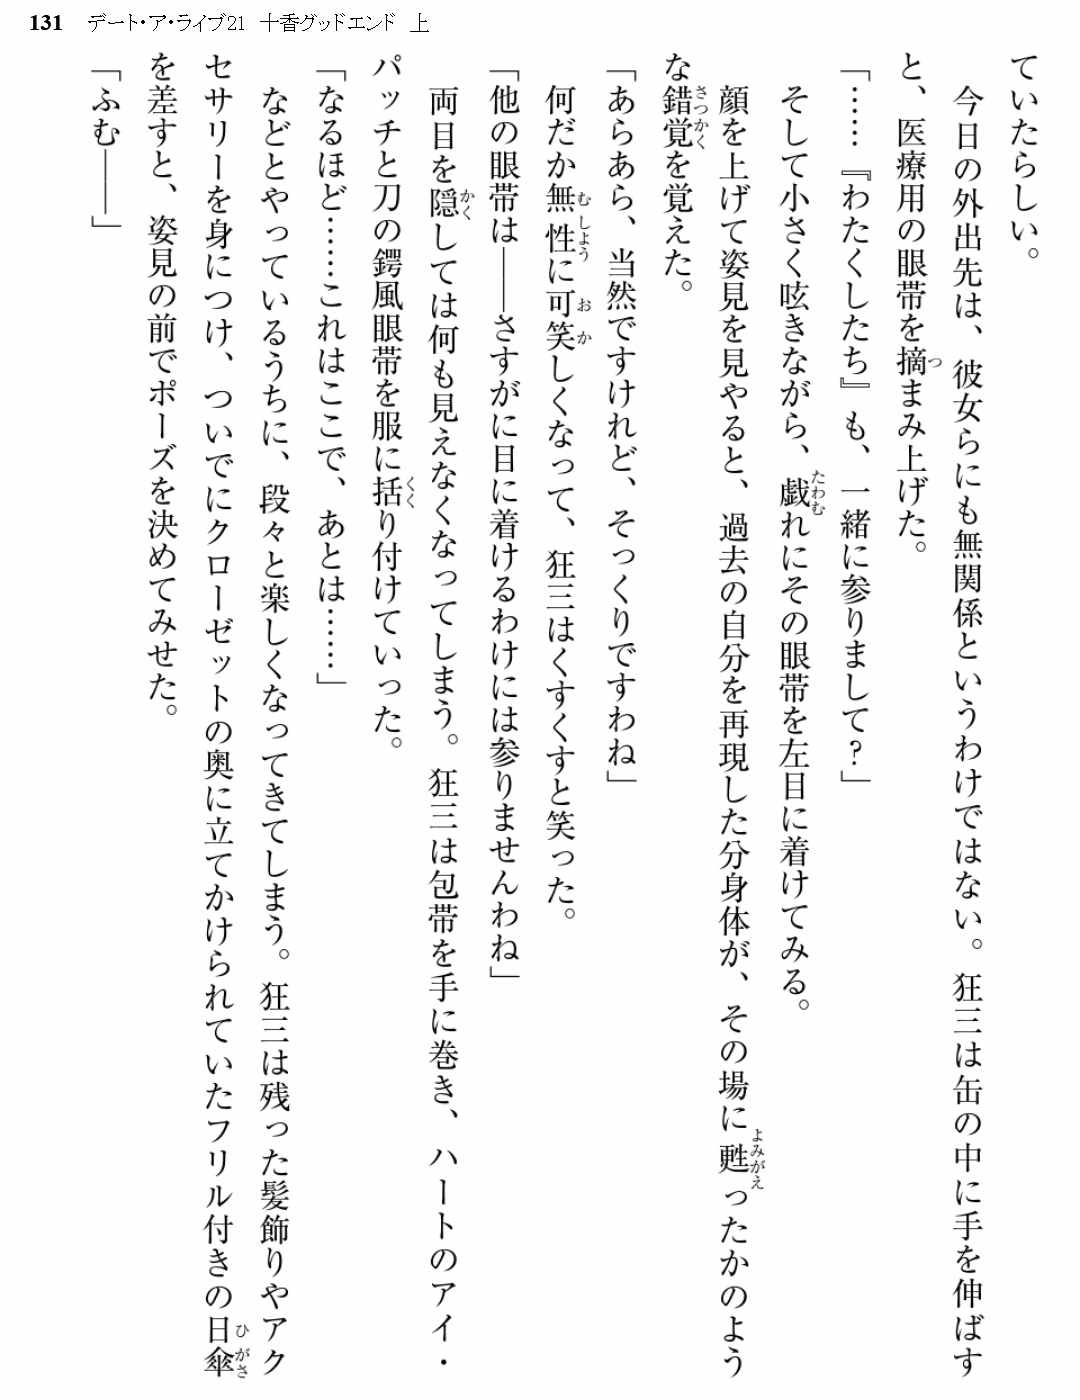 131 デート・ア・ライブ21 十香グッドエンド 上
ていたらしい。
今日の外出先は、彼女らにも無関係というわけではない。狂三は缶の中に手を伸ばす
と、医療用の眼帯を摘まみ上げた。
「……『わたくしたち』も、一緒に参りまして？」
そして小さく呟きながら、戯れにその眼帯を左目に着けてみる。
顔を上げて姿見を見やると、過去の自分を再現した分身体が、その場に甦ったかのよう
な錯覚を覚えた。
「あらあら、当然ですけれど、そっくりですわね」
何だか無性に可笑しくなって、狂三はくすくすと笑った。
「他の眼帯は――さすがに目に着けるわけには参りませんわね」
両目を隠しては何も見えなくなってしまう。狂三は包帯を手に巻き、ハートのアイ・
パッチと刀の鍔風眼帯を服に括り付けていった。
「なるほど……これはここで、あとは……」
などとやっているうちに、段々と楽しくなってきてしまう。狂三は残った髪飾りやアク
セサリーを身につけ、ついでにクローゼットの奥に立てかけられていたフリル付きの日傘
を差すと、姿見の前でポーズを決めてみせた。
「ふむ――」